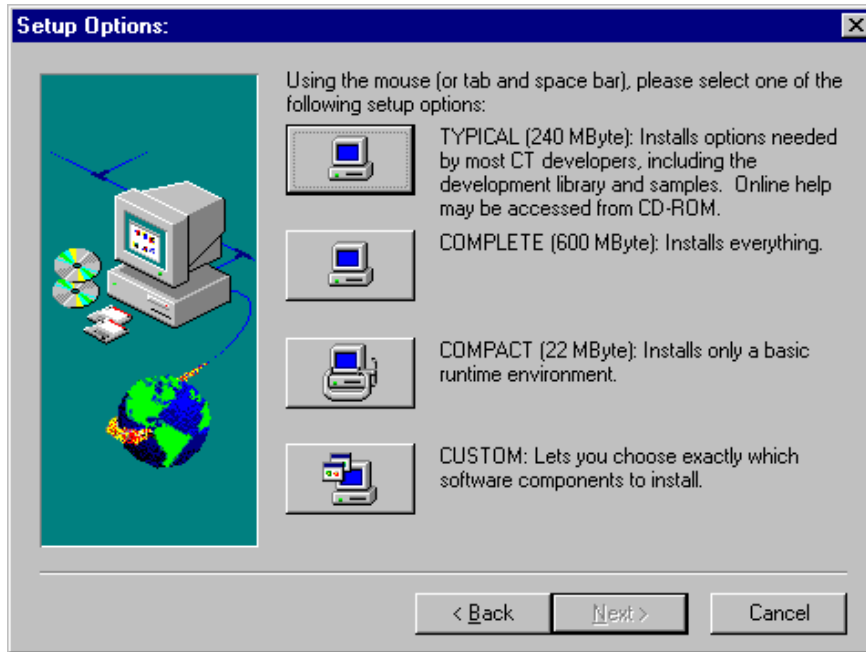 Setup Options:
Using the mouse (or tab and space bar), please select one of the
following setup options:
TYPICAL (240 MByte): Installs options needed
by most CT developers, including the
development library and samples.  Online help
may be accessed from CD-ROM.
COMPLETE (600 MByte): Installs everything.
COMPACT (22 MByte): Installs only a basic
runtime environment.
CUSTOM: Lets you choose exactly which
software components to install.
< Back
Next >
Cancel